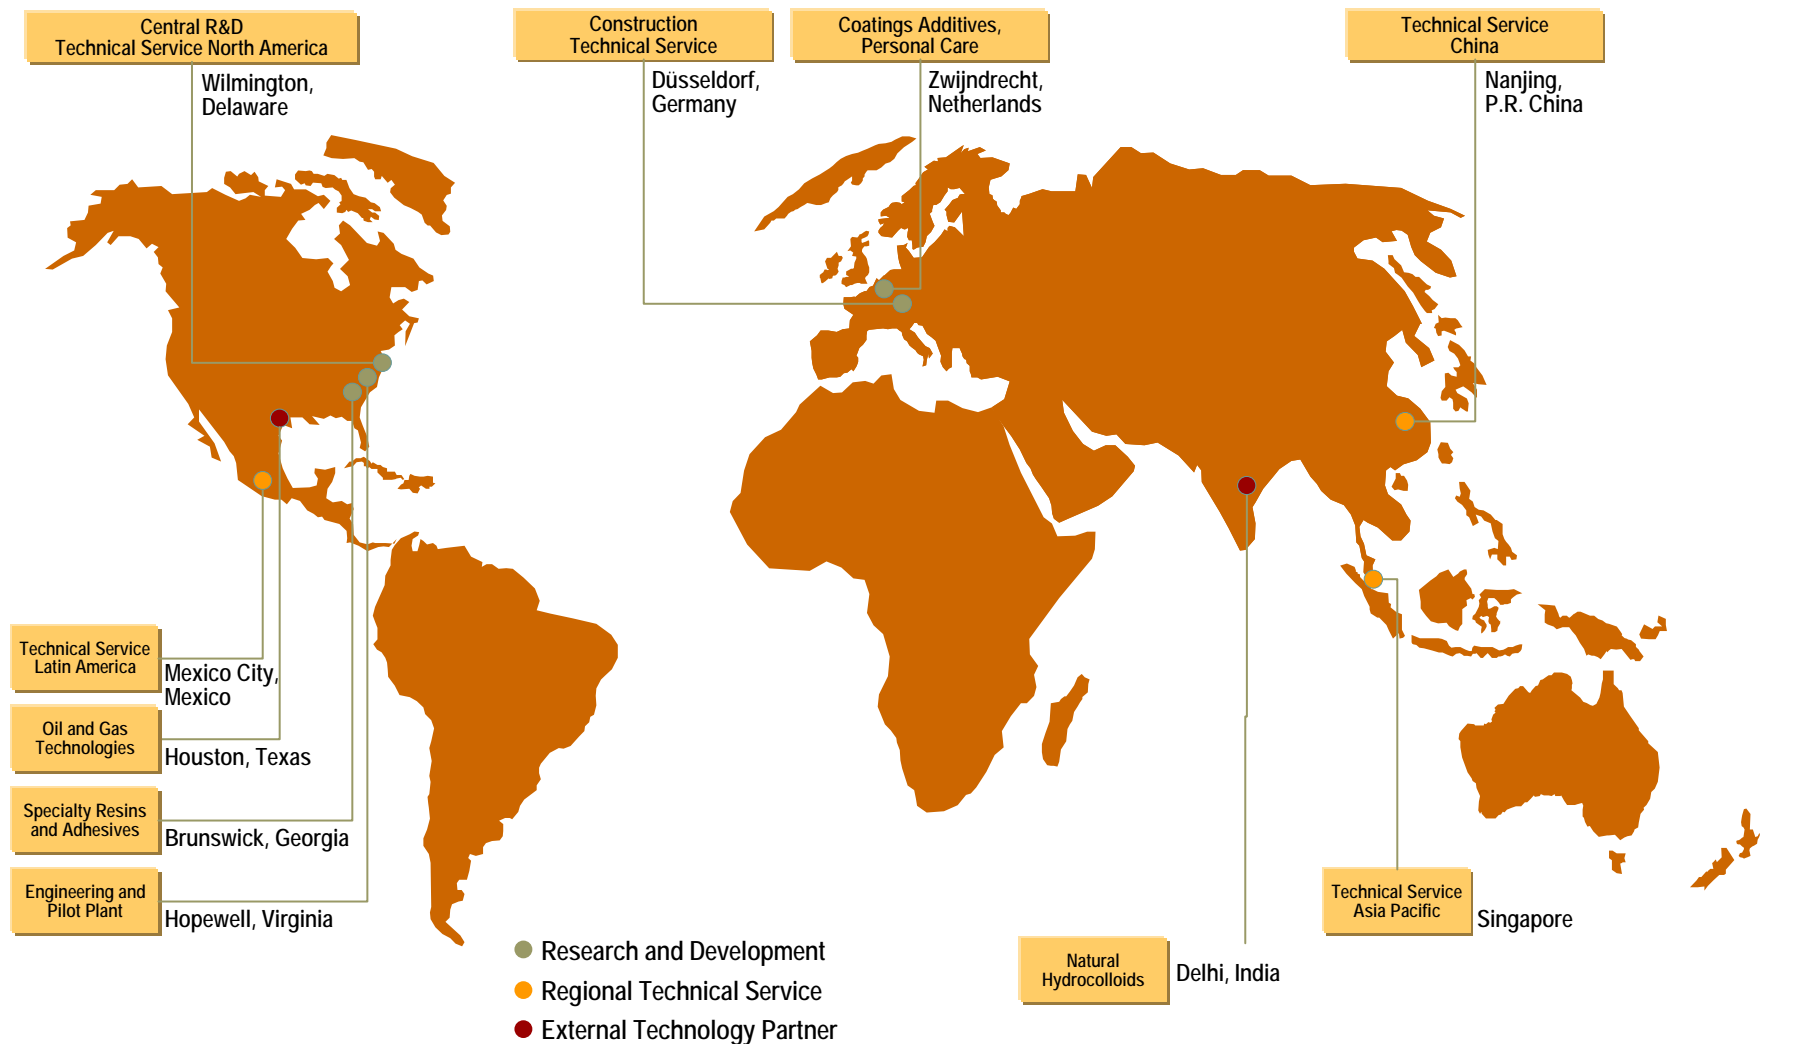 Central R&D
Technical Service North America
Wilmington,
Delaware
Construction
Technical Service
Düsseldorf,
Germany
Coatings Additives,
Personal Care
Zwijndrecht,
Netherlands
Technical Service
China
Nanjing,
P.R. China
Technical Service
Latin America
Mexico City,
Mexico
Oil and Gas
Technologies
Houston, Texas
Specialty Resins
and Adhesives
Brunswick, Georgia
Engineering and
Pilot Plant
Hopewell, Virginia
Research and Development
Regional Technical Service
External Technology Partner
Natural
Hydrocolloids
Delhi, India
Technical Service
Asia Pacific
Singapore